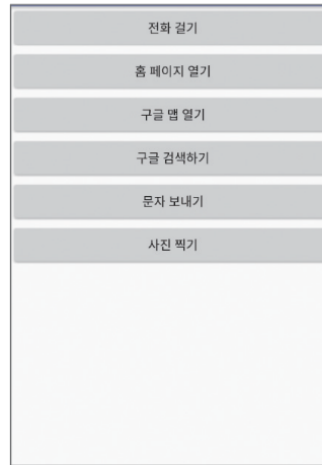 전화 걸기
홈 페이지 열기
구글 맵 열기
구글 검색하기
문자 보내기
사진 찍기